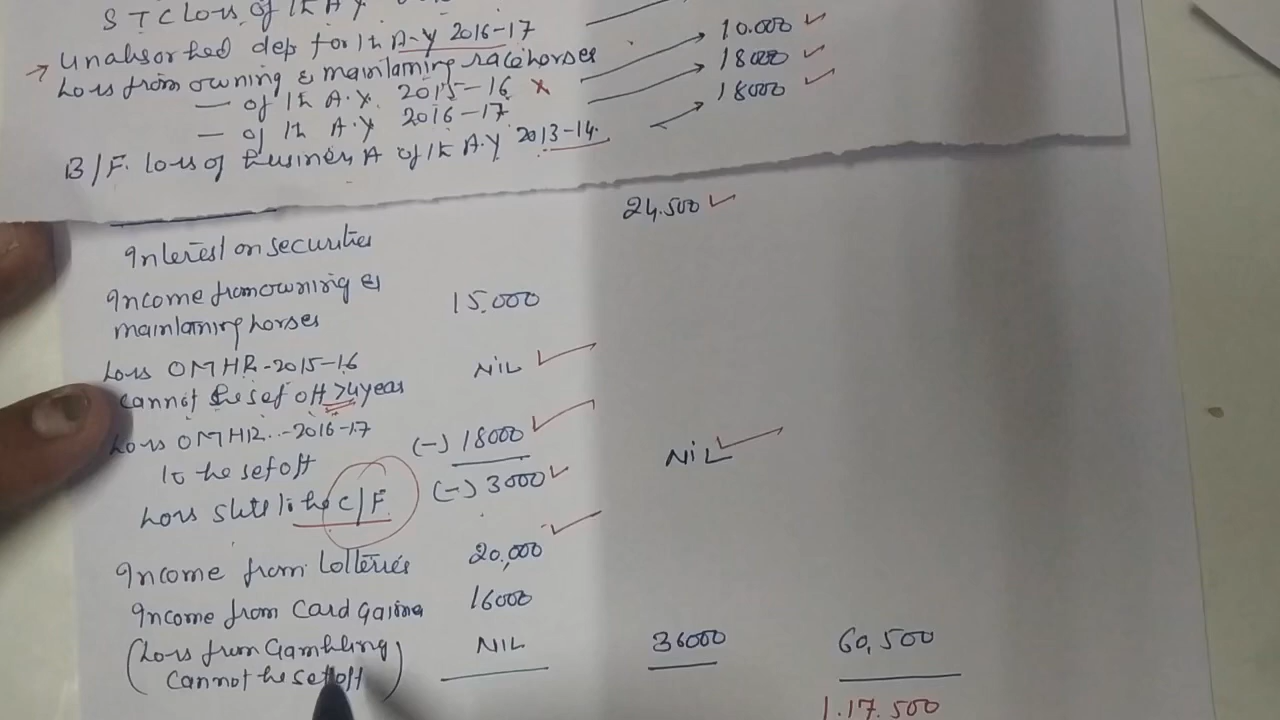 STC Loss of the A.Y
Unabsorbed dep for the A-Y 2016-17
Loss from owning & maintaining race horses 10.000
— of the A.Y. 2015-16 x 18000
— of the A.Y 2016-17 18000
B/F. loss of Business A of the A.Y 2013-14.
24.500
Interest on securities
Income from owning & 15.000
maintaining horses
Loss OMHR-2015-16 NIL
cannot be set off >4years
Loss OMHR..-2016-17 (-) 18000
to be set off NIL
Loss still to be C/F. (-) 3000
Income from Lotteries 20,000
Income from Card gaming 16000
(Loss from Gambling NIL 36000 60,500
Cannot be set off)
1.17.500